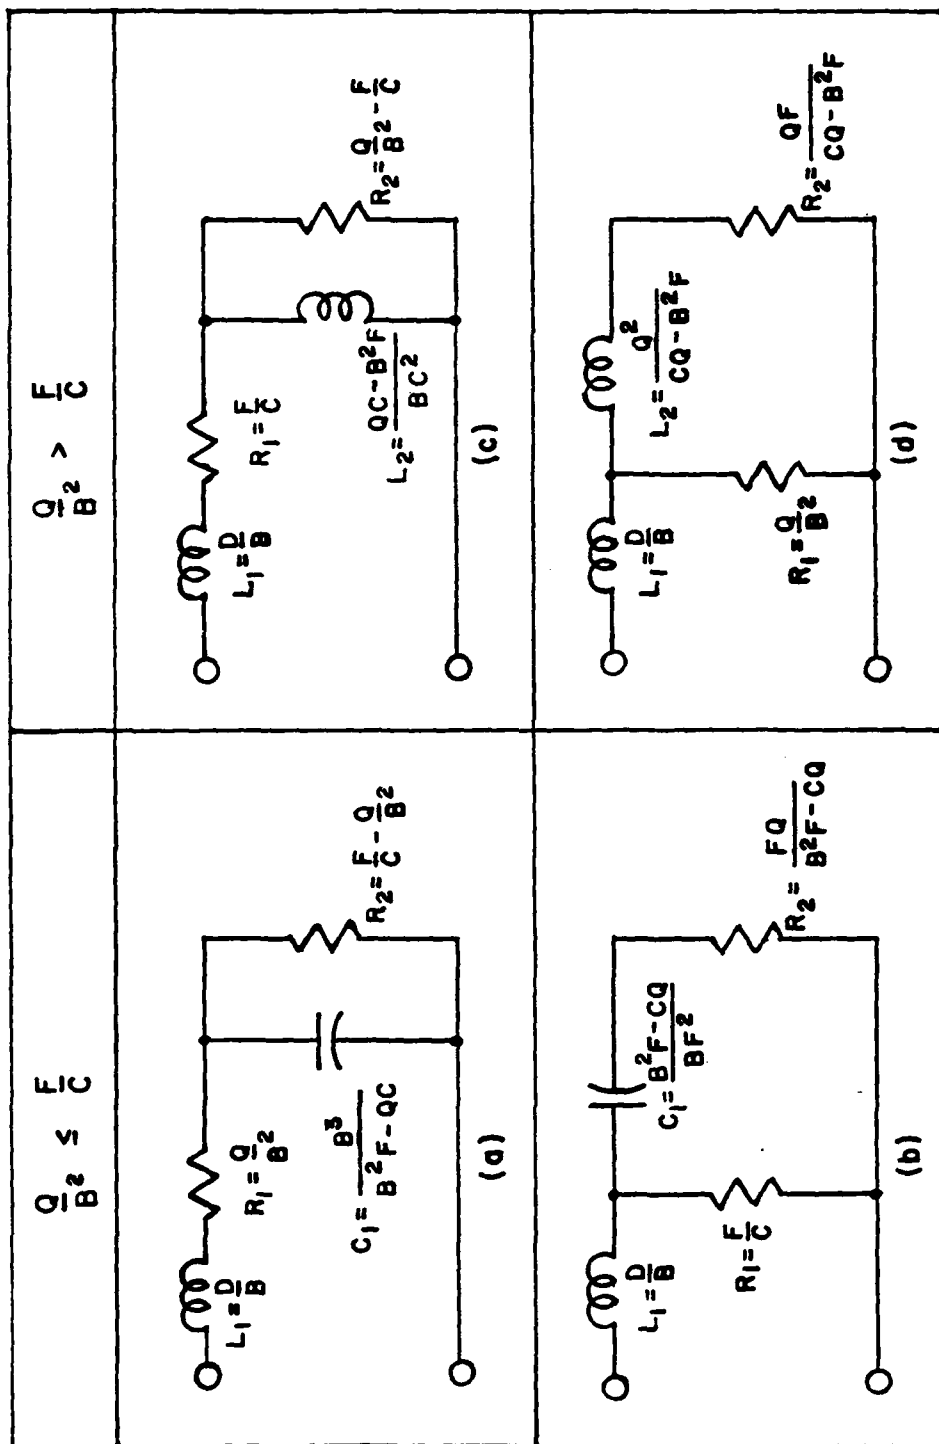 Q/B² ≤ F/C
Q/B² > F/C
L₁ = D/B
R₁ = Q/B²
C₁ = B³/(B²F-QC)
R₂ = F/C - Q/B²
(a)
L₁ = D/B
R₁ = F/C
L₂ = (QC-B²F)/(BC²)
R₂ = Q/B² - F/C
(c)
L₁ = D/B
R₁ = F/C
C₁ = (B²F-CQ)/(BF²)
R₂ = FQ/(B²F-CQ)
(b)
L₁ = D/B
R₁ = Q/B²
L₂ = Q²/(CQ-B²F)
R₂ = QF/(CQ-B²F)
(d)